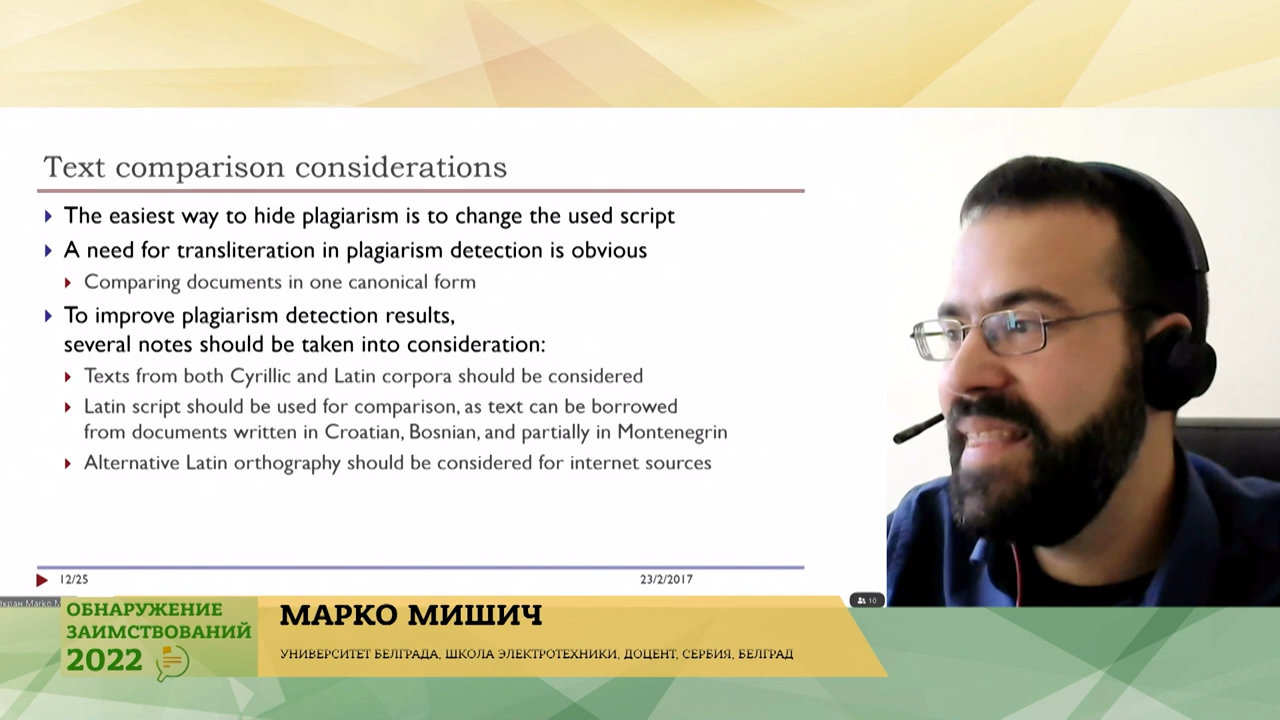 Text comparison considerations
The easiest way to hide plagiarism is to change the used script
A need for transliteration in plagiarism detection is obvious
Comparing documents in one canonical form
To improve plagiarism detection results,
several notes should be taken into consideration:
Texts from both Cyrillic and Latin corpora should be considered
Latin script should be used for comparison, as text can be borrowed
from documents written in Croatian, Bosnian, and partially in Montenegrin
Alternative Latin orthography should be considered for internet sources
12/25
23/2/2017
10
ОБНАРУЖЕНИЕ
ЗАИМСТВОВАНИЙ
2022
МАРКО МИШИЧ
УНИВЕРСИТЕТ БЕЛГРАДА, ШКОЛА ЭЛЕКТРОТЕХНИКИ, ДОЦЕНТ, СЕРБИЯ, БЕЛГРАД